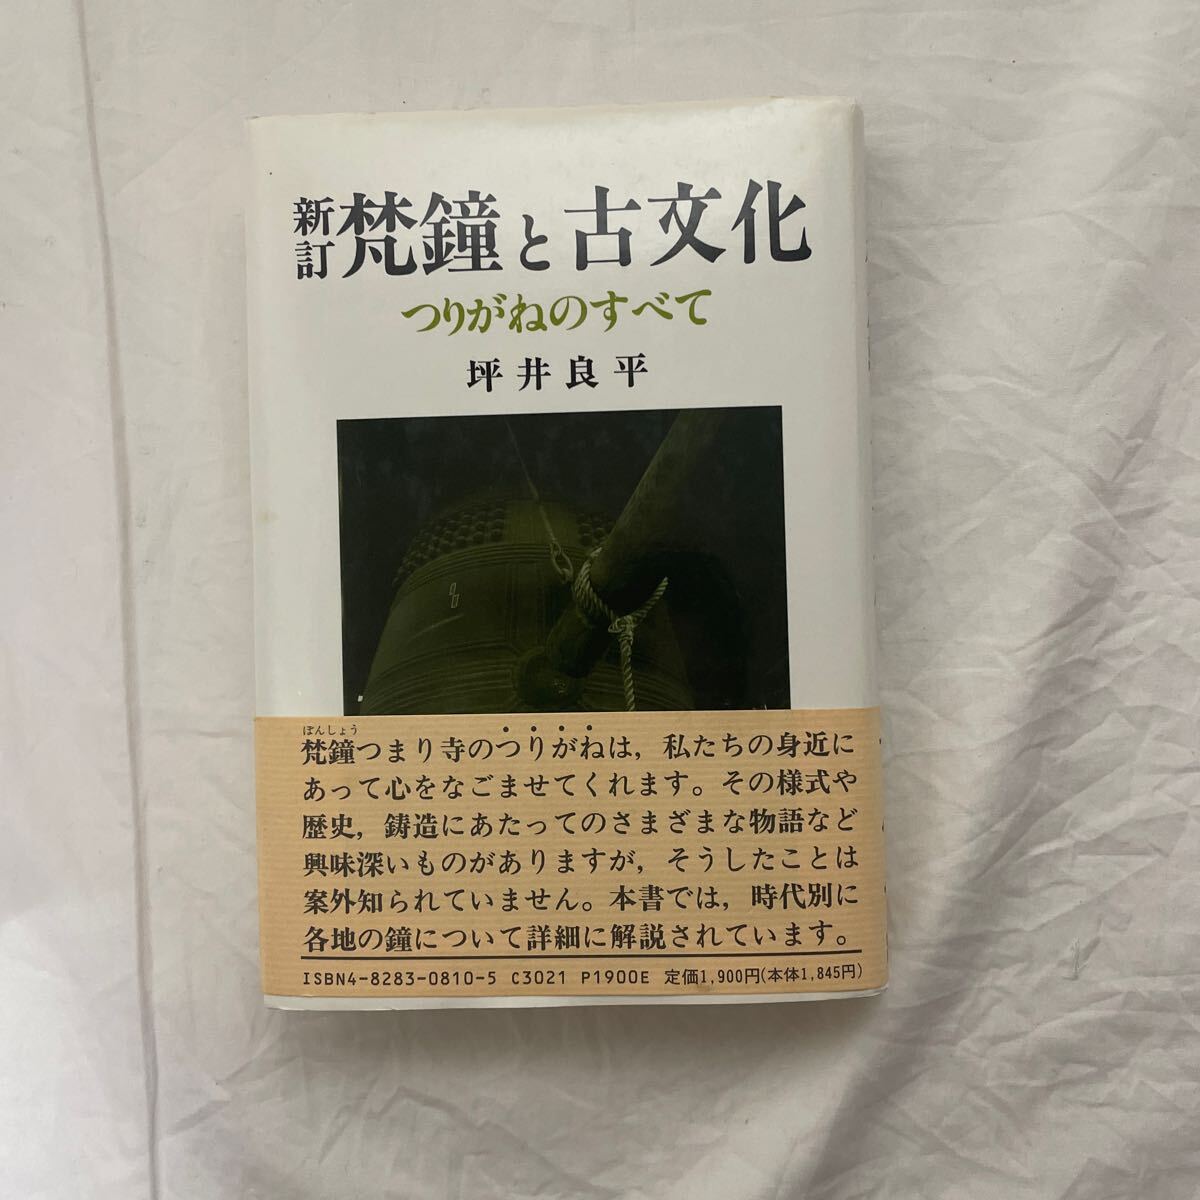 新訂 梵鐘と古文化
つりがねのすべて
坪井良平
ぼんしょう
梵鐘つまり寺のつりがねは，私たちの身近に
あって心をなごませてくれます。その様式や
歴史，鋳造にあたってのさまざまな物語など
興味深いものがありますが，そうしたことは
案外知られていません。本書では，時代別に
各地の鐘について詳細に解説されています。
ISBN4-8283-0810-5 C3021 P1900E 定価1,900円(本体1,845円)